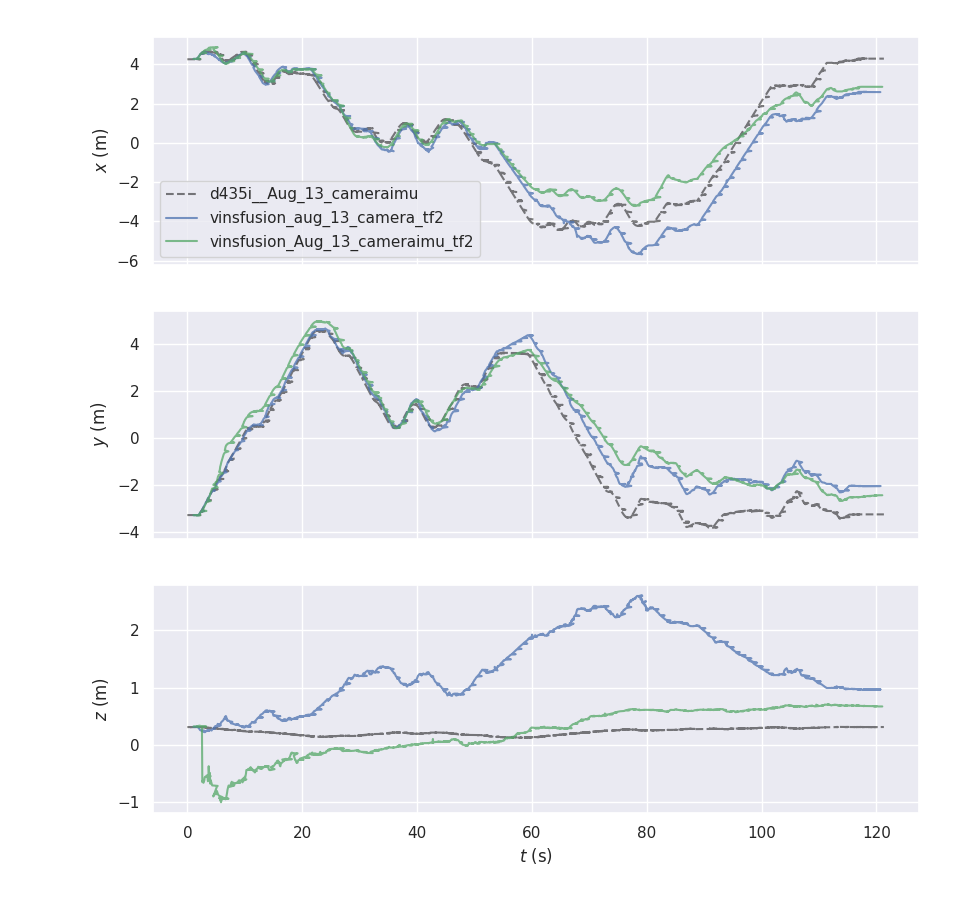 4
2
0
−2
−4
−6
x (m)
d435i__Aug_13_cameraimu
vinsfusion_aug_13_camera_tf2
vinsfusion_Aug_13_cameraimu_tf2
4
2
0
−2
−4
y (m)
2
1
0
−1
z (m)
0 20 40 60 80 100 120
t (s)